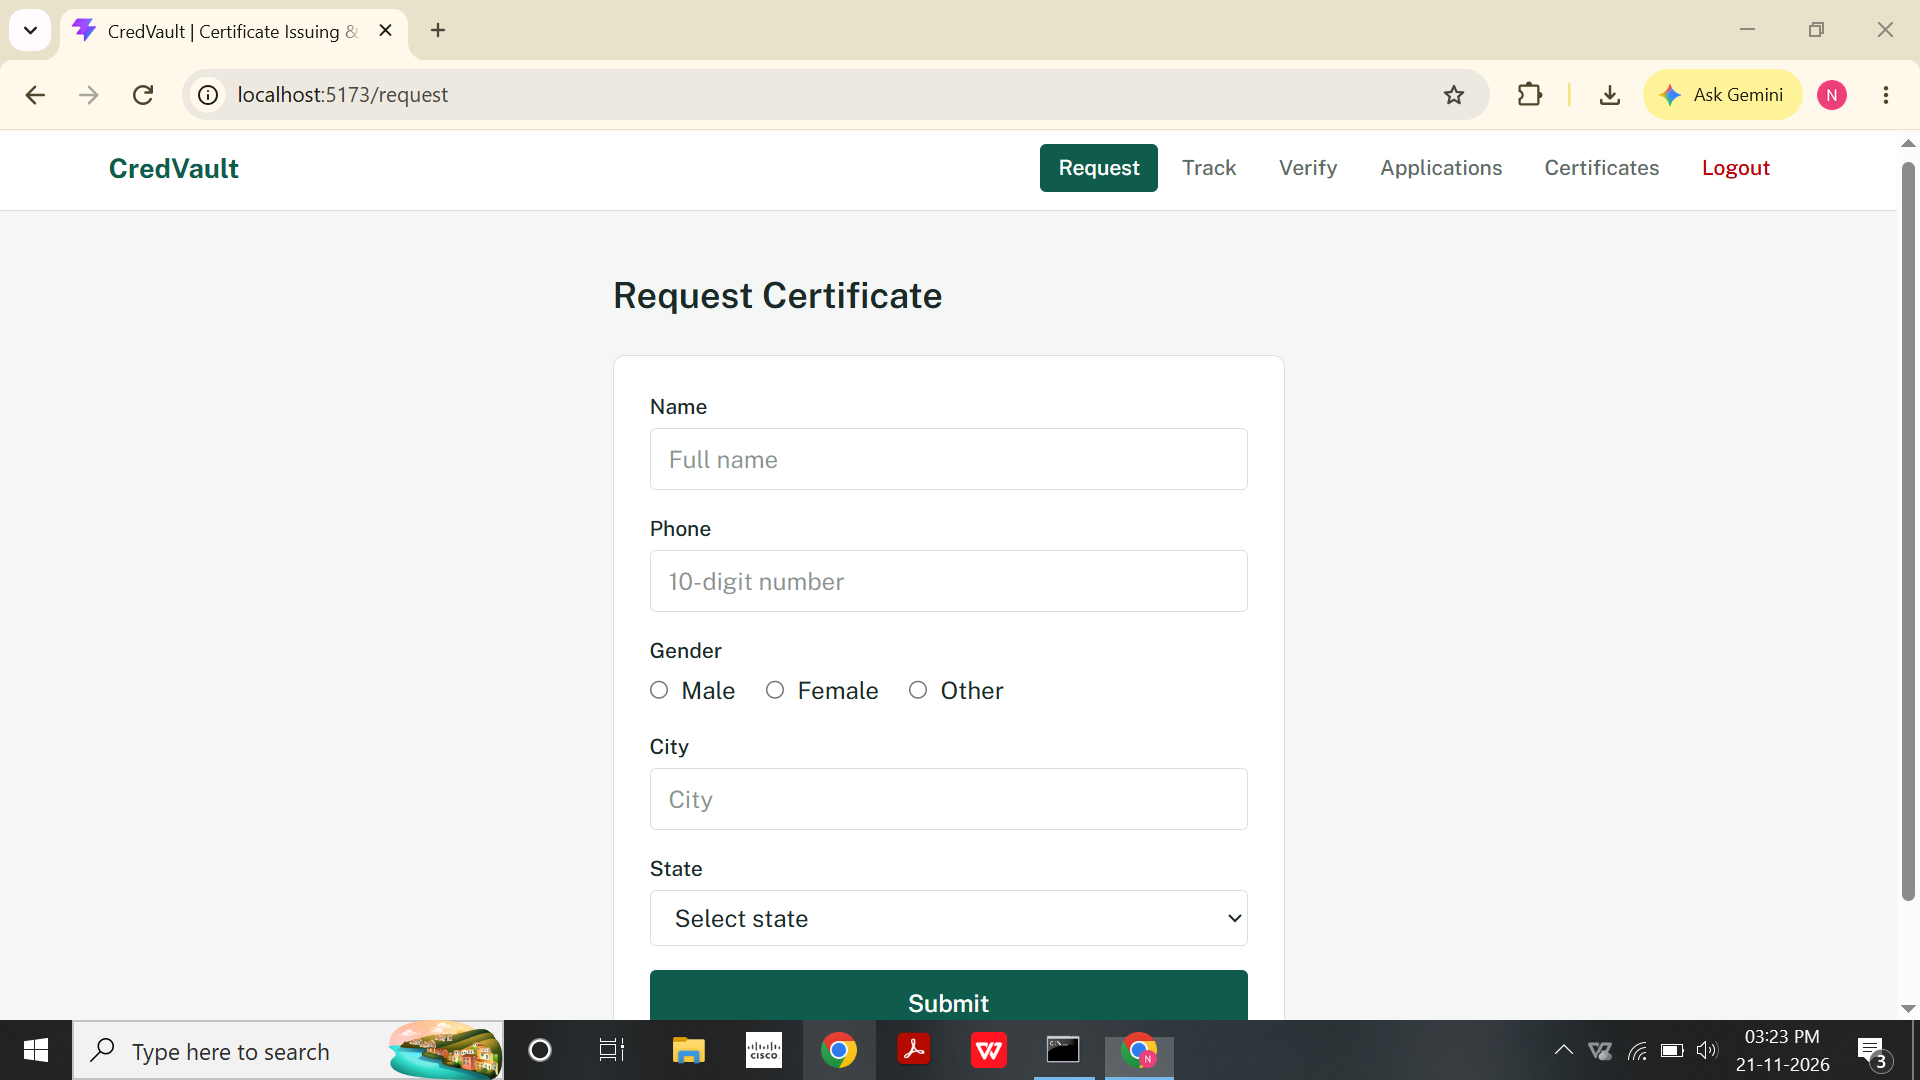 CredVault | Certificate Issuing &
localhost:5173/request
Ask Gemini
N
CredVault
Request
Track
Verify
Applications
Certificates
Logout
Request Certificate
Name
Full name
Phone
10-digit number
Gender
Male
Female
Other
City
City
State
Select state
Submit
Type here to search
CISCO
N
03:23 PM
21-11-2026
3